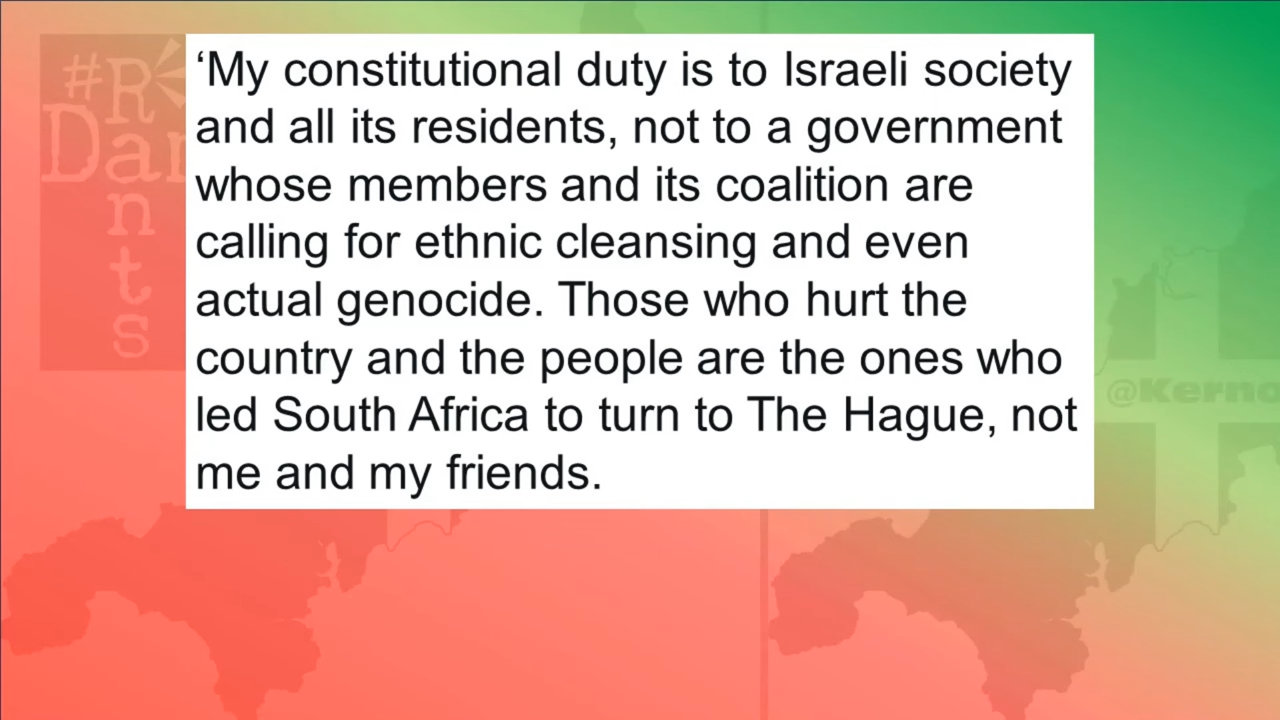 #R
Dan
n
t
s
‘My constitutional duty is to Israeli society
and all its residents, not to a government
whose members and its coalition are
calling for ethnic cleansing and even
actual genocide. Those who hurt the
country and the people are the ones who
led South Africa to turn to The Hague, not
me and my friends.
@Kerno